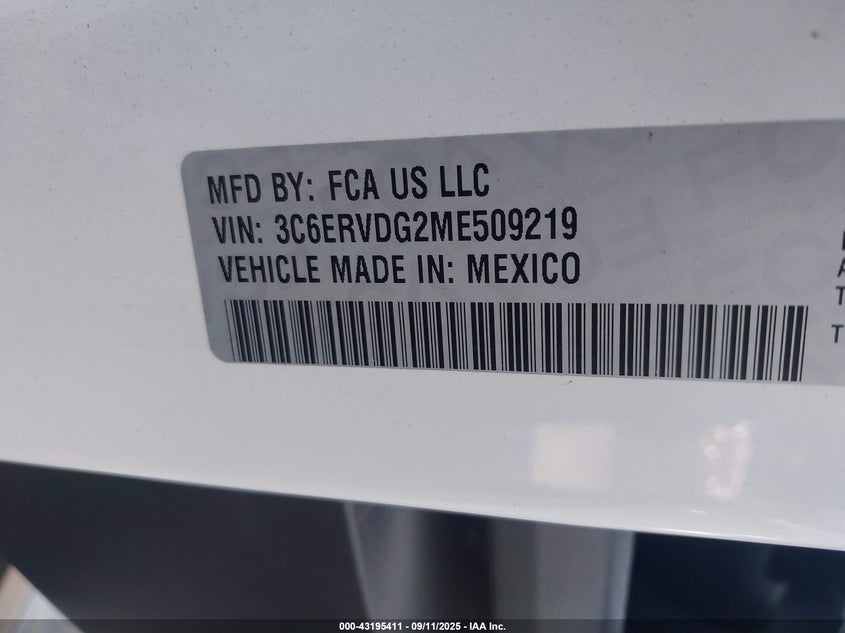 MFD BY: FCA US LLC
VIN: 3C6ERVDG2ME509219
VEHICLE MADE IN: MEXICO
T
T
000-43195411 - 09/11/2025 - IAA Inc.